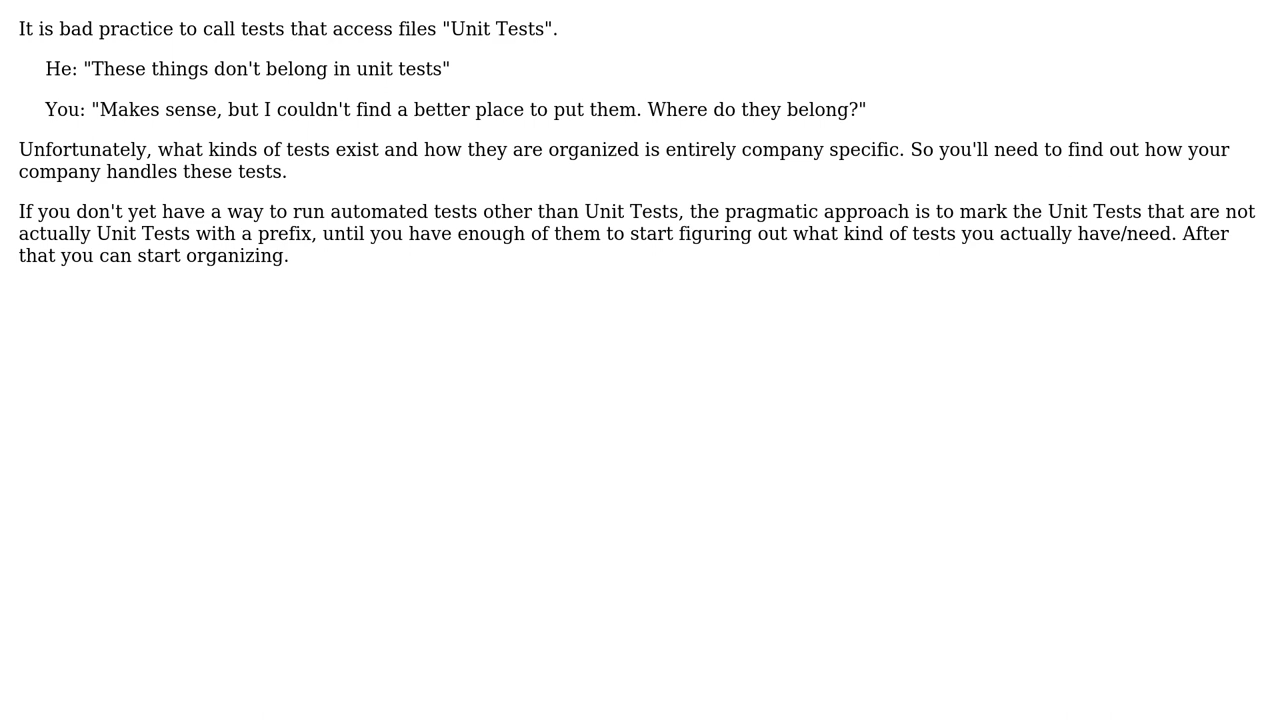 It is bad practice to call tests that access files "Unit Tests".
He: "These things don't belong in unit tests"
You: "Makes sense, but I couldn't find a better place to put them. Where do they belong?"
Unfortunately, what kinds of tests exist and how they are organized is entirely company specific. So you'll need to find out how your
company handles these tests.
If you don't yet have a way to run automated tests other than Unit Tests, the pragmatic approach is to mark the Unit Tests that are not
actually Unit Tests with a prefix, until you have enough of them to start figuring out what kind of tests you actually have/need. After
that you can start organizing.